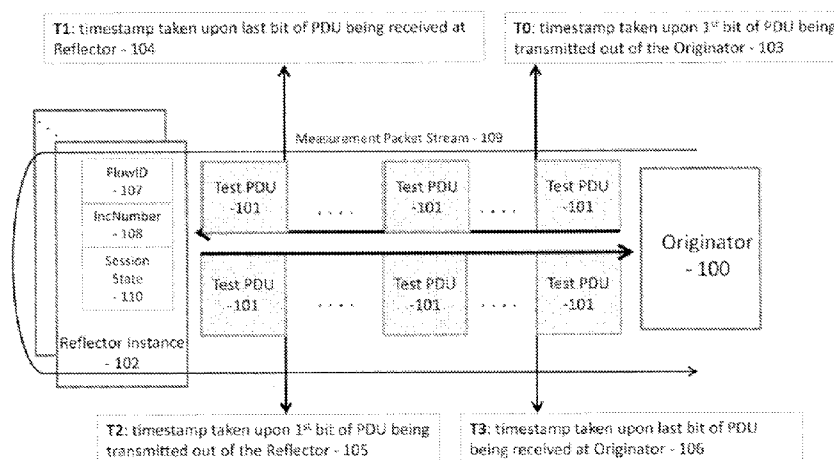 T1: timestamp taken upon last bit of PDU being received at
Reflector - 104
T0: timestamp taken upon 1st bit of PDU being
transmitted out of the Originator - 103
Measurement Packet Stream - 109
FlowID
- 107
IncNumber
- 108
Session
State
- 110
Reflector Instance
- 102
Test PDU
-101
. . . .
Test PDU
-101
. . . .
Test PDU
-101
Test PDU
-101
. . . .
Test PDU
-101
. . . .
Test PDU
-101
Originator
- 100
T2: timestamp taken upon 1st bit of PDU being
transmitted out of the Reflector - 105
T3: timestamp taken upon last bit of PDU
being received at Originator - 106